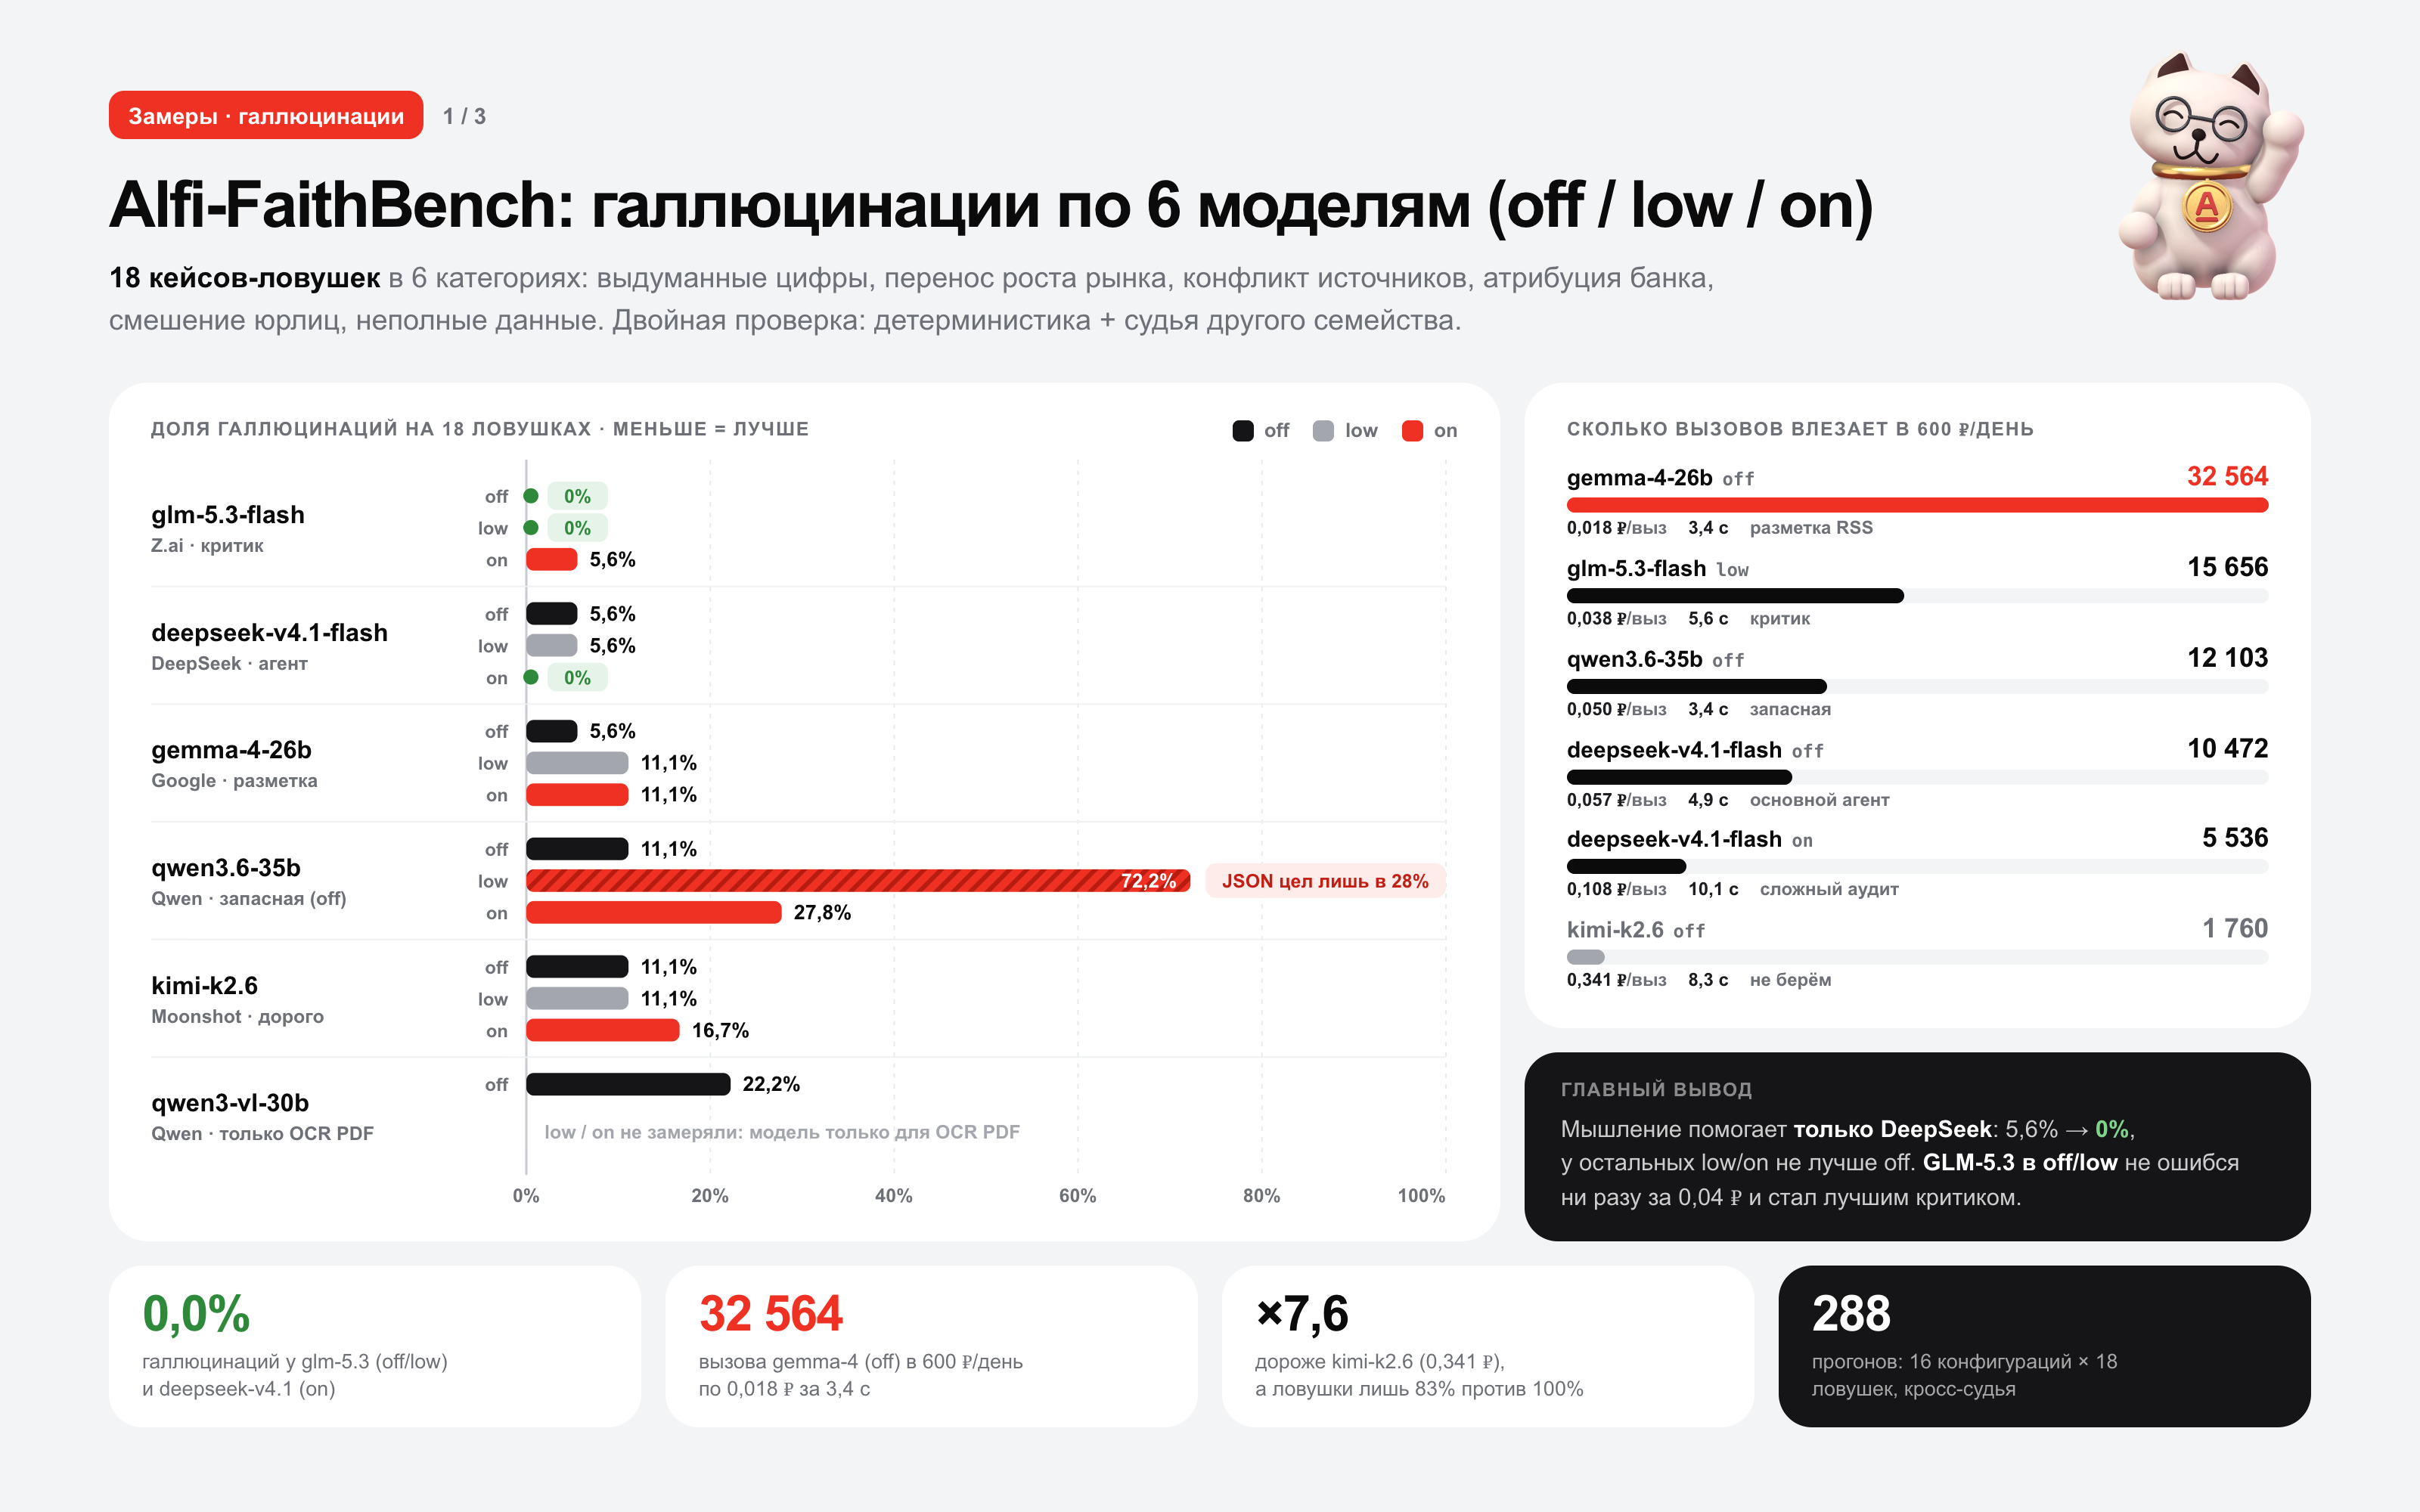 Замеры · галлюцинации
1 / 3
Alfi-FaithBench: галлюцинации по 6 моделям (off / low / on)
18 кейсов-ловушек в 6 категориях: выдуманные цифры, перенос роста рынка, конфликт источников, атрибуция банка,
смешение юрлиц, неполные данные. Двойная проверка: детерминистика + судья другого семейства.
A
ДОЛЯ ГАЛЛЮЦИНАЦИЙ НА 18 ЛОВУШКАХ · МЕНЬШЕ = ЛУЧШЕ
off low on
glm-5.3-flash
Z.ai · критик
off 0%
low 0%
on 5,6%
deepseek-v4.1-flash
DeepSeek · агент
off 5,6%
low 5,6%
on 0%
gemma-4-26b
Google · разметка
off 5,6%
low 11,1%
on 11,1%
qwen3.6-35b
Qwen · запасная (off)
off 11,1%
low 72,2% JSON цел лишь в 28%
on 27,8%
kimi-k2.6
Moonshot · дорого
off 11,1%
low 11,1%
on 16,7%
qwen3-vl-30b
Qwen · только OCR PDF
off 22,2%
low / on не замеряли: модель только для OCR PDF
0% 20% 40% 60% 80% 100%
СКОЛЬКО ВЫЗОВОВ ВЛЕЗАЕТ В 600 ₽/ДЕНЬ
gemma-4-26b off 32 564
0,018 ₽/выз 3,4 с разметка RSS
glm-5.3-flash low 15 656
0,038 ₽/выз 5,6 с критик
qwen3.6-35b off 12 103
0,050 ₽/выз 3,4 с запасная
deepseek-v4.1-flash off 10 472
0,057 ₽/выз 4,9 с основной агент
deepseek-v4.1-flash on 5 536
0,108 ₽/выз 10,1 с сложный аудит
kimi-k2.6 off 1 760
0,341 ₽/выз 8,3 с не берём
ГЛАВНЫЙ ВЫВОД
Мышление помогает только DeepSeek: 5,6% → 0%,
у остальных low/on не лучше off. GLM-5.3 в off/low не ошибся
ни разу за 0,04 ₽ и стал лучшим критиком.
0,0%
галлюцинаций у glm-5.3 (off/low)
и deepseek-v4.1 (on)
32 564
вызова gemma-4 (off) в 600 ₽/день
по 0,018 ₽ за 3,4 с
×7,6
дороже kimi-k2.6 (0,341 ₽),
а ловушки лишь 83% против 100%
288
прогонов: 16 конфигураций × 18
ловушек, кросс-судья